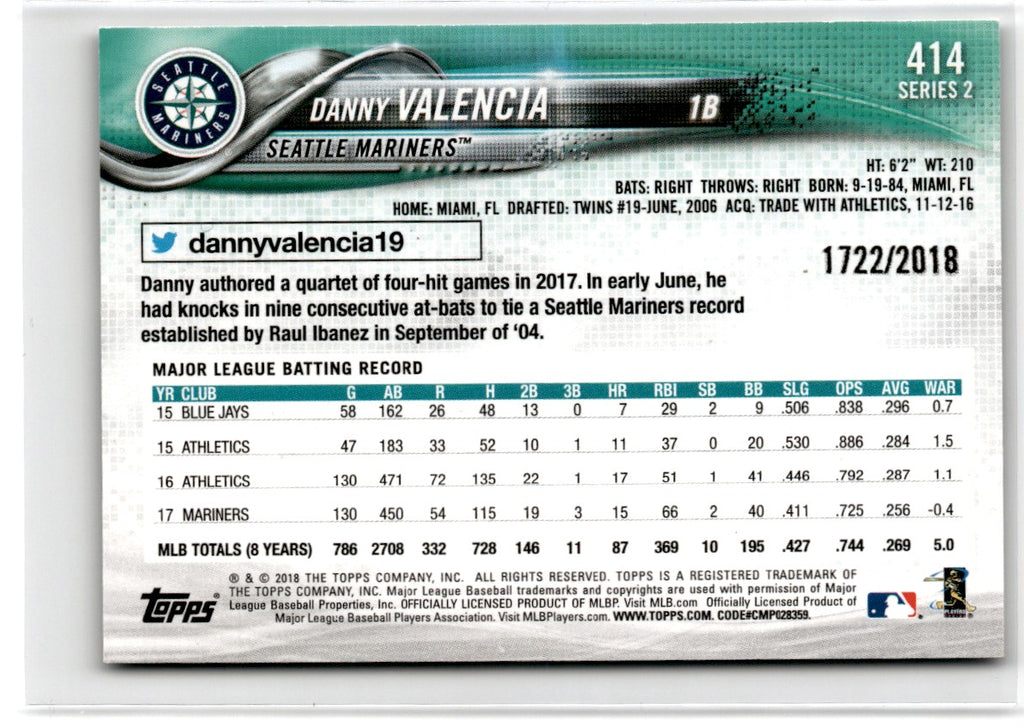 SEATTLE MARINERS
414
SERIES 2
DANNY VALENCIA 1B
SEATTLE MARINERS™
HT: 6'2" WT: 210
BATS: RIGHT THROWS: RIGHT BORN: 9-19-84, MIAMI, FL
HOME: MIAMI, FL DRAFTED: TWINS #19-JUNE, 2006 ACQ: TRADE WITH ATHLETICS, 11-12-16
dannyvalencia19
1722/2018
Danny authored a quartet of four-hit games in 2017. In early June, he
had knocks in nine consecutive at-bats to tie a Seattle Mariners record
established by Raul Ibanez in September of '04.
MAJOR LEAGUE BATTING RECORD
YR CLUB G AB R H 2B 3B HR RBI SB BB SLG OPS AVG WAR
15 BLUE JAYS 58 162 26 48 13 0 7 29 2 9 .506 .838 .296 0.7
15 ATHLETICS 47 183 33 52 10 1 11 37 0 20 .530 .886 .284 1.5
16 ATHLETICS 130 471 72 135 22 1 17 51 1 41 .446 .792 .287 1.1
17 MARINERS 130 450 54 115 19 3 15 66 2 40 .411 .725 .256 -0.4
MLB TOTALS (8 YEARS) 786 2708 332 728 146 11 87 369 10 195 .427 .744 .269 5.0
® & © 2018 THE TOPPS COMPANY, INC. ALL RIGHTS RESERVED. TOPPS IS A REGISTERED TRADEMARK OF
THE TOPPS COMPANY, INC. Major League Baseball trademarks and copyrights are used with permission of Major
League Baseball Properties, Inc. OFFICIALLY LICENSED PRODUCT OF MLBP. Visit MLB.com Officially Licensed Product of
Major League Baseball Players Association. Visit MLBPlayers.com. WWW.TOPPS.COM. CODE#CMP028359.
TOPPS®
PLAYERS